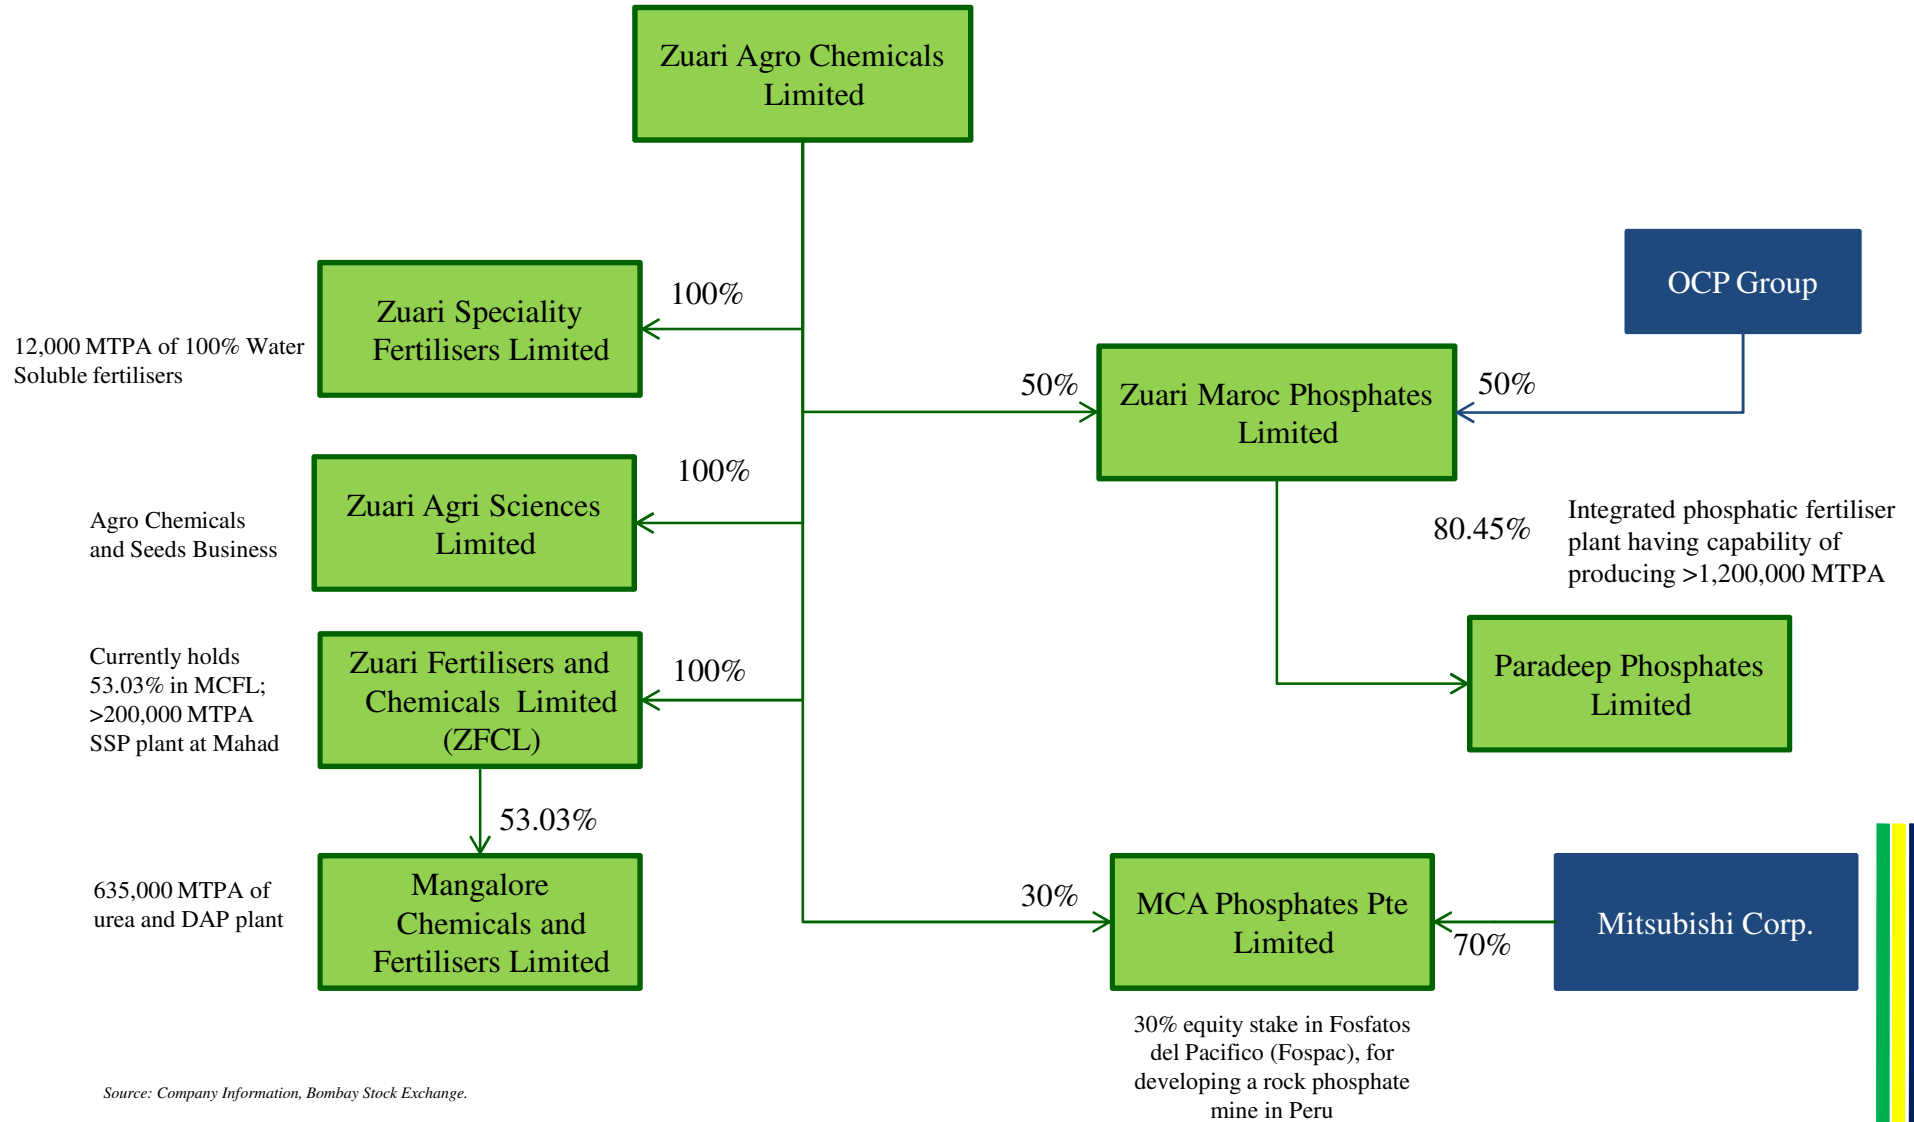 Zuari Agro Chemicals
Limited
Zuari Speciality
Fertilisers Limited
100%
12,000 MTPA of 100% Water
Soluble fertilisers
OCP Group
50%
Zuari Maroc Phosphates
Limited
50%
Zuari Agri Sciences
Limited
100%
Agro Chemicals
and Seeds Business
80.45%
Integrated phosphatic fertiliser
plant having capability of
producing >1,200,000 MTPA
Currently holds
53.03% in MCFL;
>200,000 MTPA
SSP plant at Mahad
Zuari Fertilisers and
Chemicals Limited
(ZFCL)
100%
Paradeep Phosphates
Limited
53.03%
635,000 MTPA of
urea and DAP plant
Mangalore
Chemicals and
Fertilisers Limited
30%
MCA Phosphates Pte
Limited
70%
Mitsubishi Corp.
30% equity stake in Fosfatos
del Pacifico (Fospac), for
developing a rock phosphate
mine in Peru
Source: Company Information, Bombay Stock Exchange.